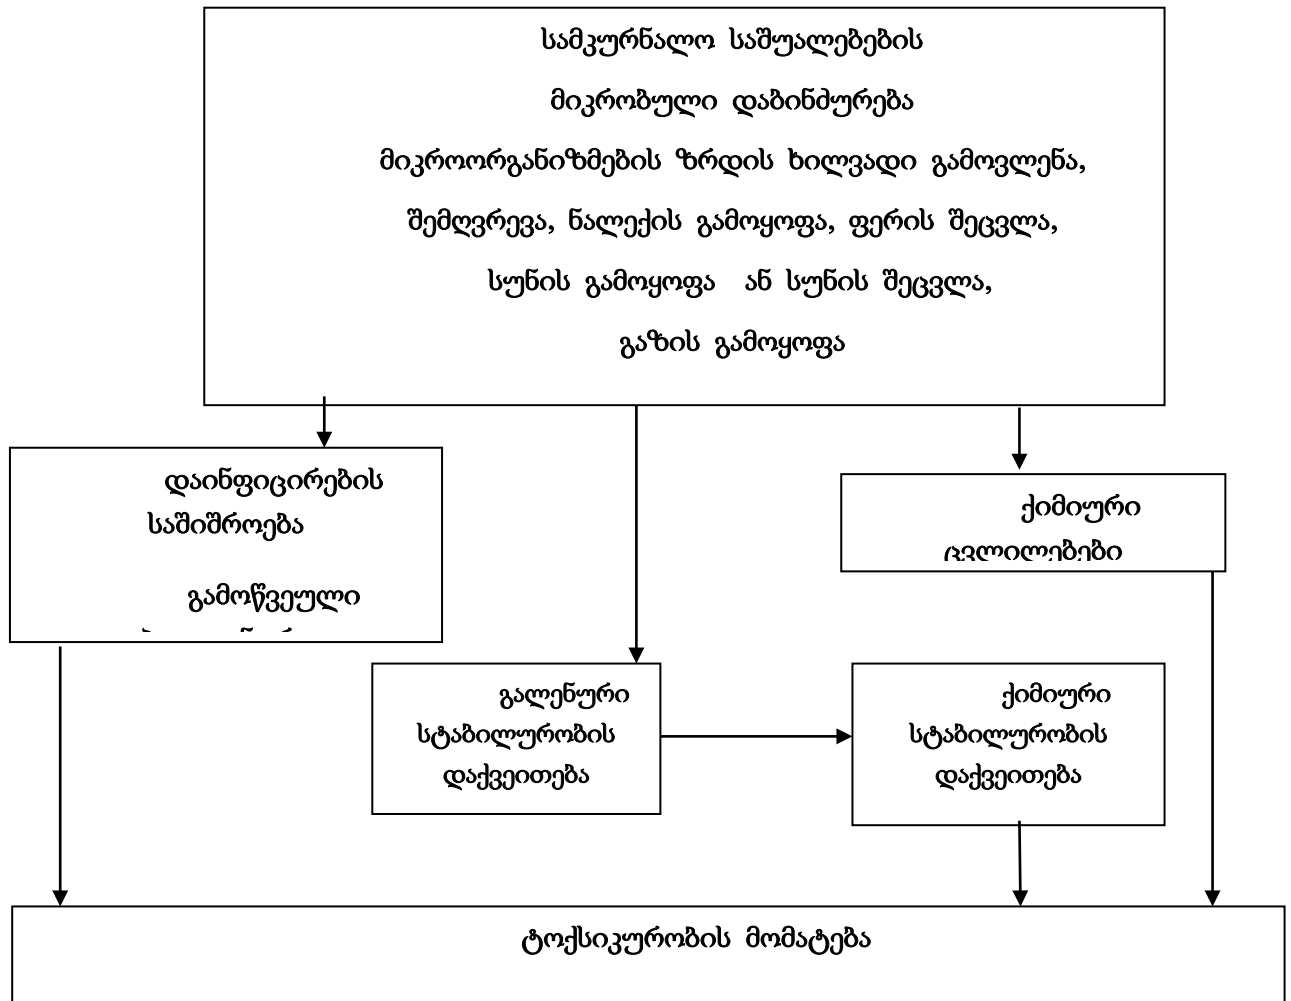 სამკურნალო საშუალებების
მიკრობული დაბინძურება
მიკროორგანიზმების ზრდის ხილვადი გამოვლენა,
შემღვრევა, ნალექის გამოყოფა, ფერის შეცვლა,
სუნის გამოყოფა ან სუნის შეცვლა,
გაზის გამოყოფა
დაინფიცირების
საშიშროება
გამოწვეული
ქიმიური
ცვლილებები
გალენური
სტაბილურობის
დაქვეითება
ქიმიური
სტაბილურობის
დაქვეითება
ტოქსიკურობის მომატება